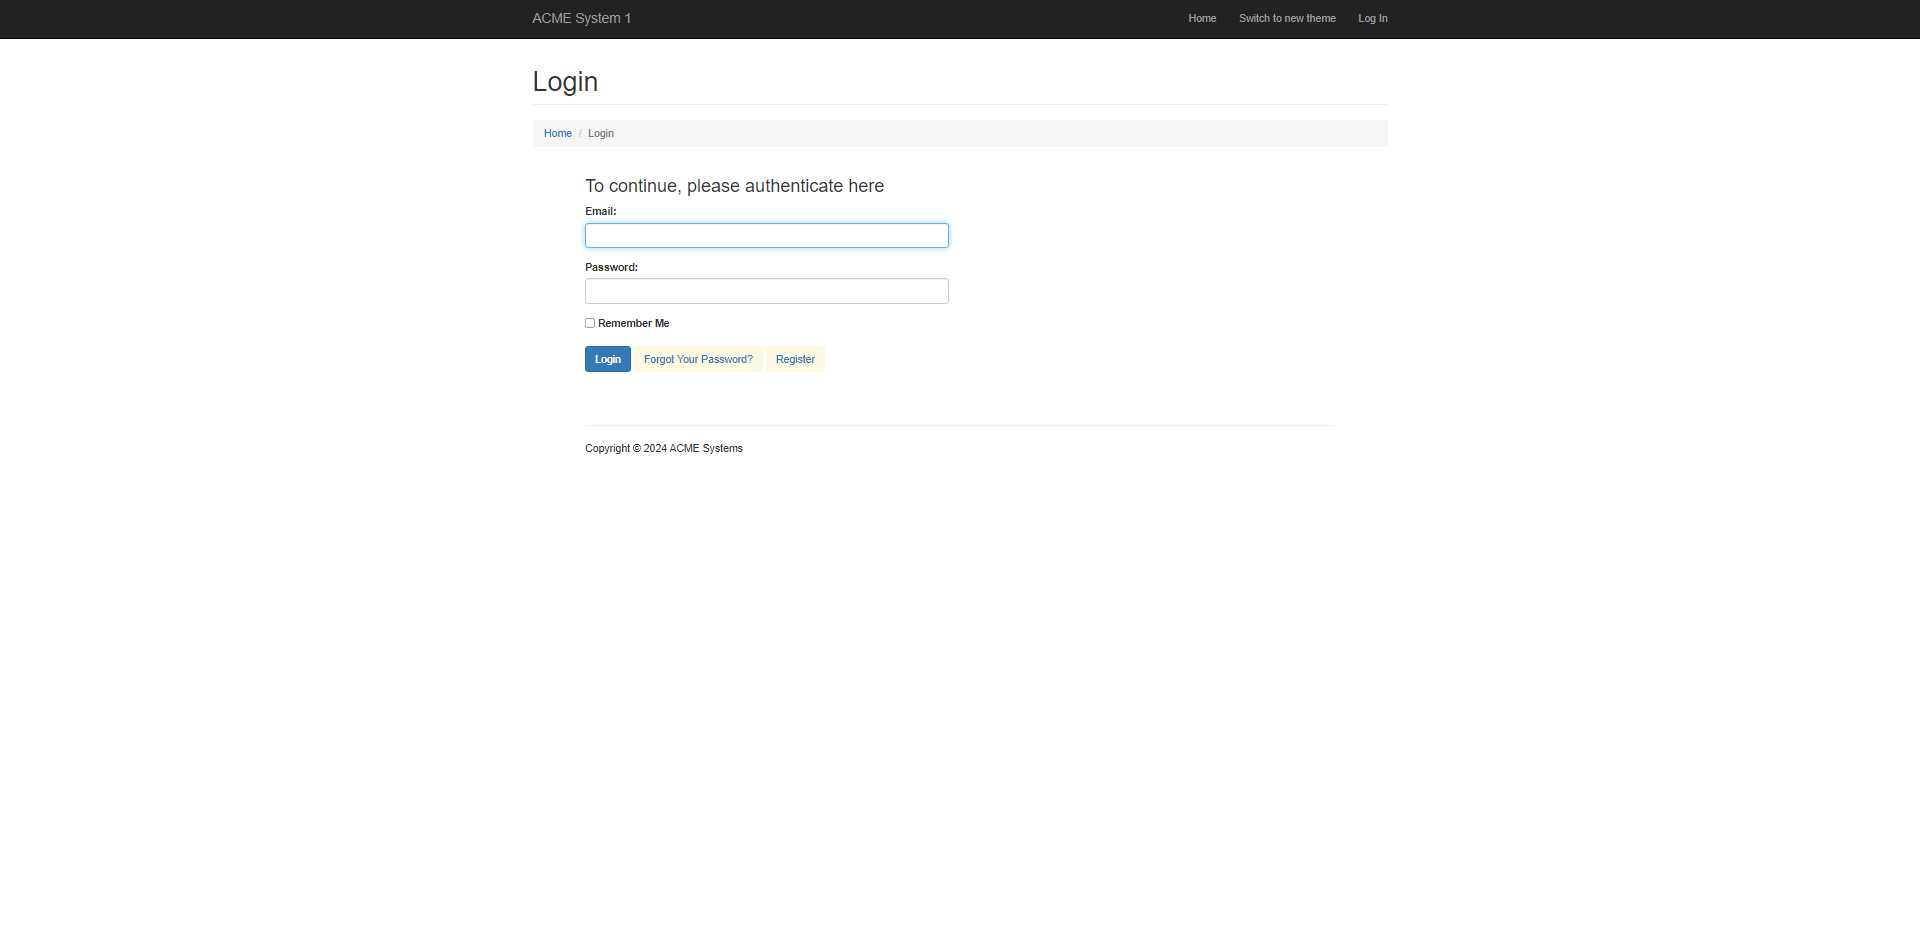 ACME System 1 Home Switch to new theme Log In
Login
Home / Login
To continue, please authenticate here
Email:
Password:
Remember Me
Login Forgot Your Password? Register
Copyright © 2024 ACME Systems